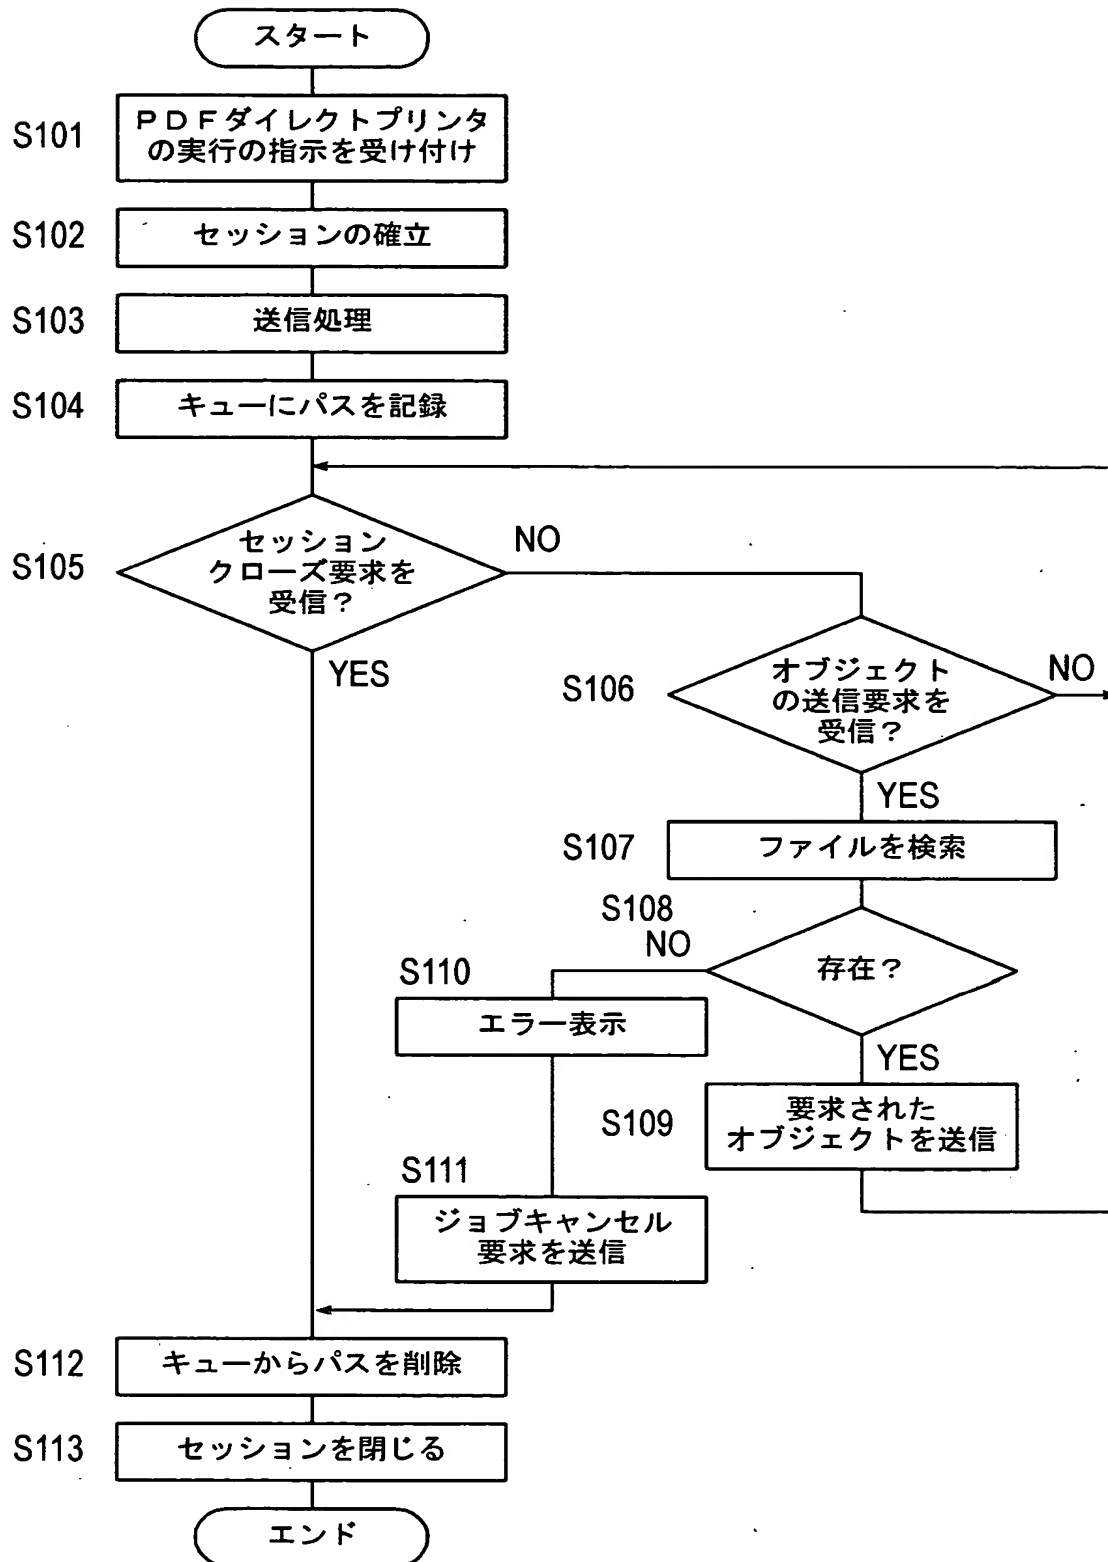 スタート
S101
ＰＤＦダイレクトプリンタ
の実行の指示を受け付け
S102
セッションの確立
S103
送信処理
S104
キューにパスを記録
S105
セッション
クローズ要求を
受信？
NO
YES
S106
オブジェクト
の送信要求を
受信？
NO
YES
S107
ファイルを検索
S108
存在？
NO
YES
S110
エラー表示
S109
要求された
オブジェクトを送信
S111
ジョブキャンセル
要求を送信
S112
キューからパスを削除
S113
セッションを閉じる
エンド